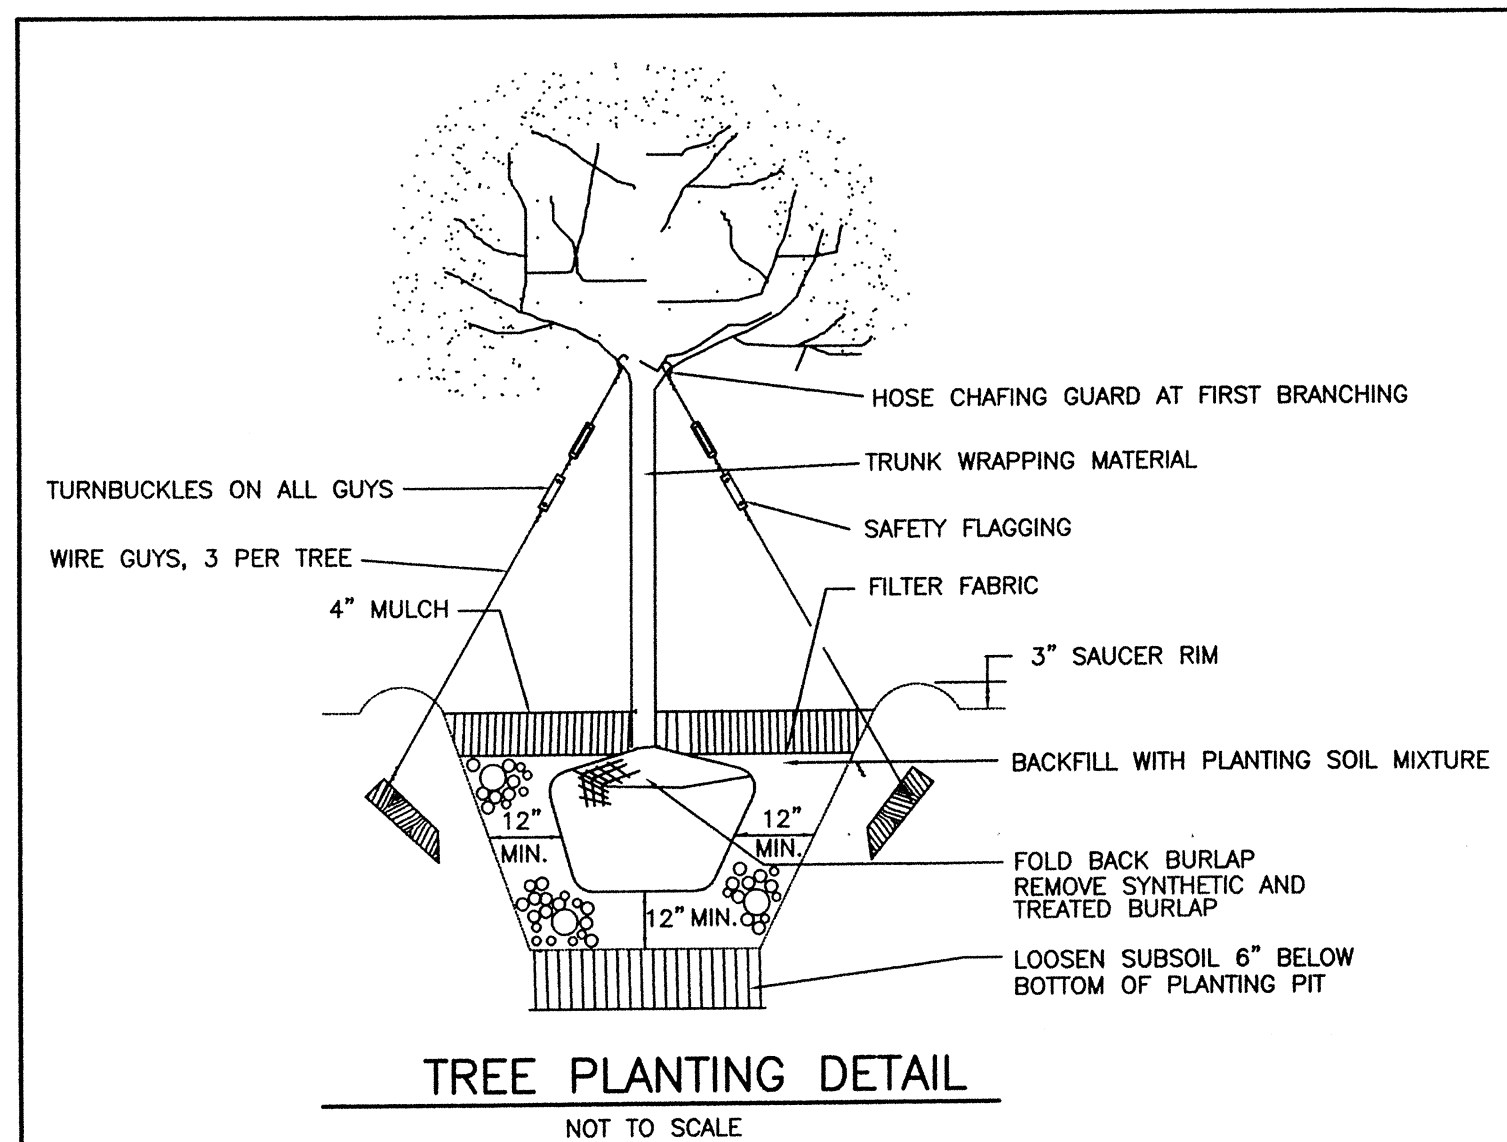 HOSE CHAFING GUARD AT FIRST BRANCHING
TRUNK WRAPPING MATERIAL
TURNBUCKLES ON ALL GUYS
SAFETY FLAGGING
WIRE GUYS, 3 PER TREE
FILTER FABRIC
4" MULCH
3" SAUCER RIM
BACKFILL WITH PLANTING SOIL MIXTURE
12"
MIN.
12"
MIN.
FOLD BACK BURLAP
REMOVE SYNTHETIC AND
TREATED BURLAP
12" MIN.
LOOSEN SUBSOIL 6" BELOW
BOTTOM OF PLANTING PIT
TREE PLANTING DETAIL
NOT TO SCALE